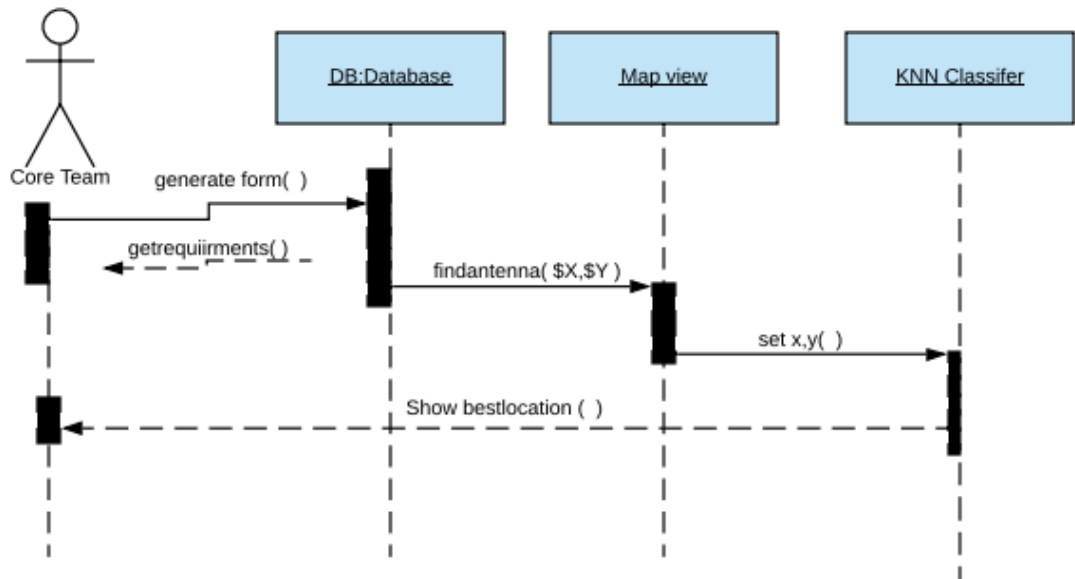 DB:Database
Map view
KNN Classifer
Core Team
generate form(  )
getrequiirments( )
findantenna( $X,$Y )
set x,y(  )
Show bestlocation (  )